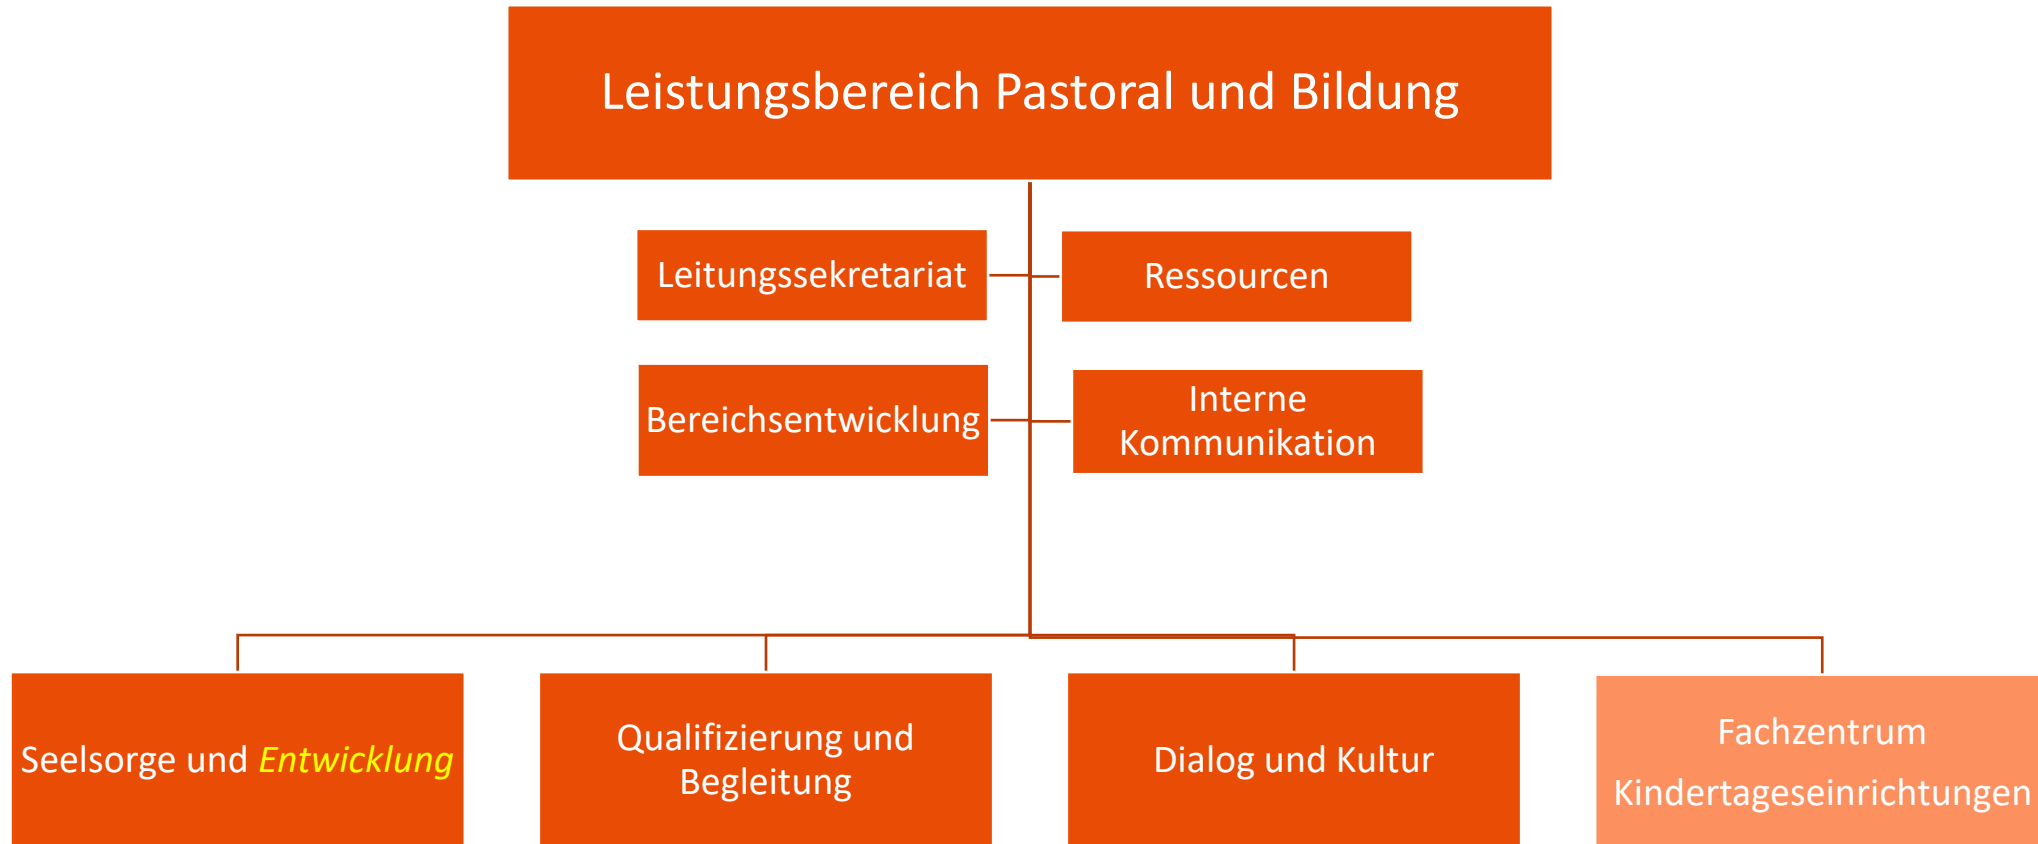 Leistungsbereich Pastoral und Bildung
Leitungssekretariat
Ressourcen
Bereichsentwicklung
Interne
Kommunikation
Seelsorge und Entwicklung
Qualifizierung und
Begleitung
Dialog und Kultur
Fachzentrum
Kindertageseinrichtungen